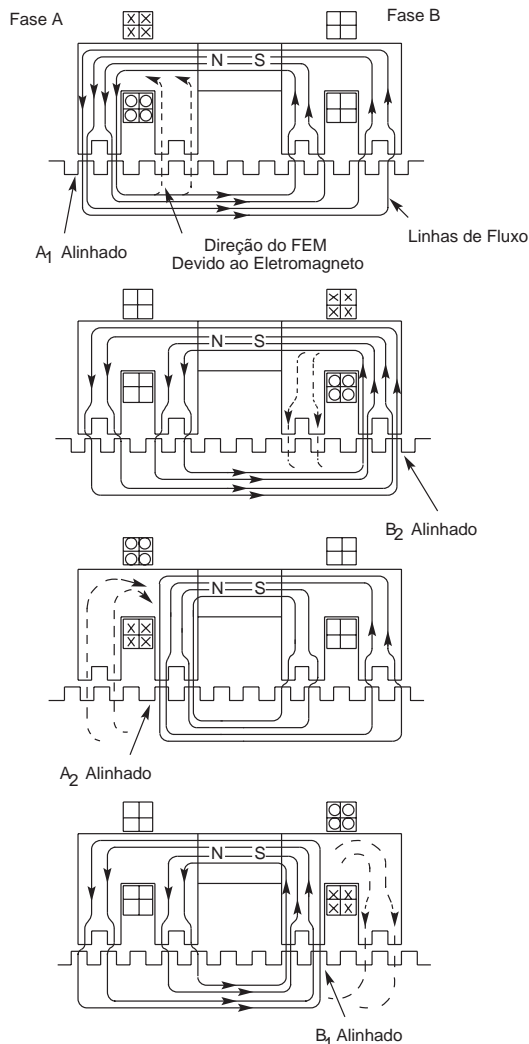 Fase A
Fase B
N S
A1 Alinhado
Direção do FEM
Devido ao Eletromagneto
Linhas de Fluxo
N S
B2 Alinhado
N S
A2 Alinhado
N S
B1 Alinhado